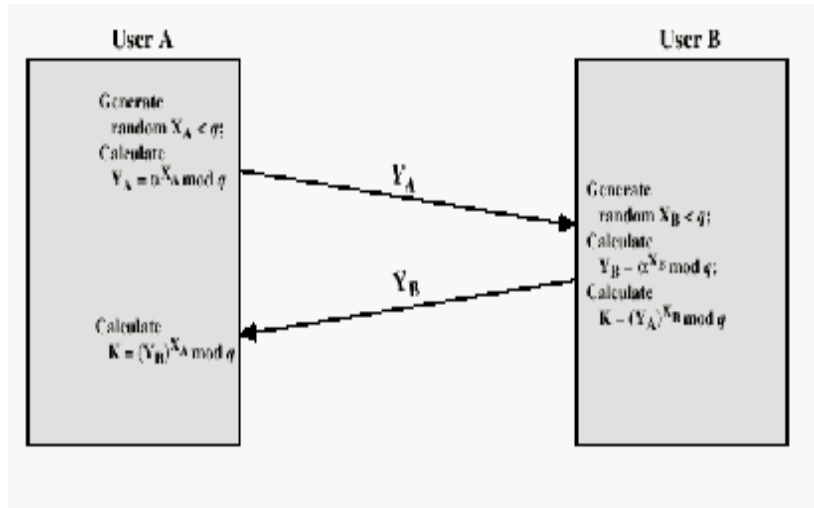 User A
User B
Generate
random X_A < q;
Calculate
Y_A = α^X_A mod q
Y_A
Generate
random X_B < q;
Calculate
Y_B = α^X_B mod q;
Calculate
K = (Y_A)^X_B mod q
Y_B
Calculate
K = (Y_B)^X_A mod q